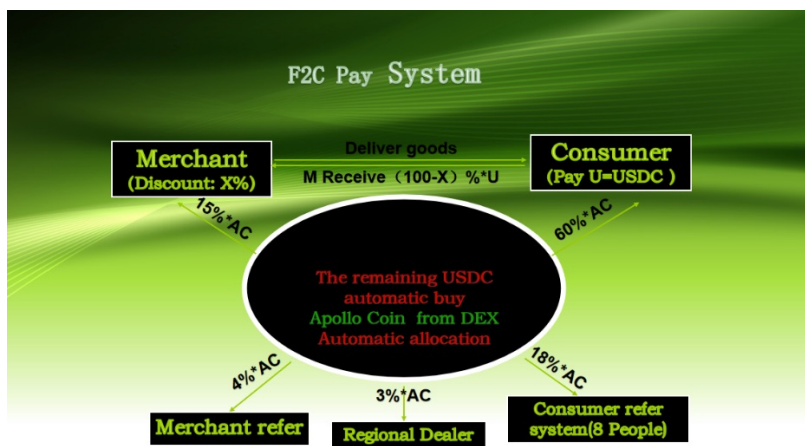 F2C Pay System
Merchant
(Discount: X%)
Deliver goods
M Receive（100-X）%*U
Consumer
(Pay U=USDC )
15%*AC
60%*AC
The remaining USDC
automatic buy
Apollo Coin from DEX
Automatic allocation
4%*AC
3%*AC
18%*AC
Merchant refer
Regional Dealer
Consumer refer
system(8 People)